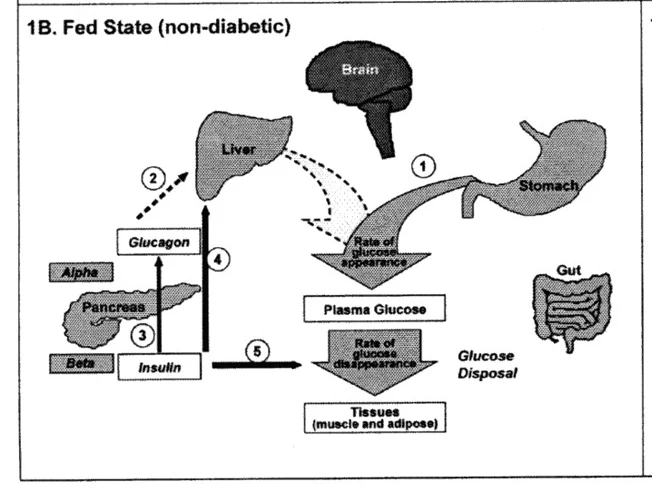 1B. Fed State (non-diabetic)
Brain
Liver
1
Stomach
2
Glucagon
4
Rate of
glucose
appearance
Alpha
Gut
Pancreas
Plasma Glucose
3
Beta
Insulin
5
Rate of
glucose
disappearance
Glucose
Disposal
Tissues
(muscle and adipose)